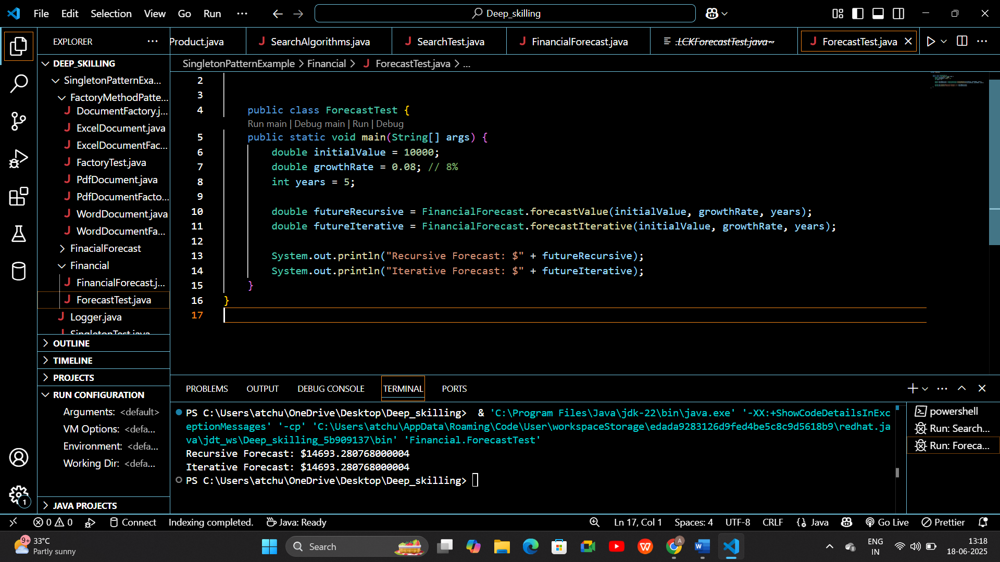 File Edit Selection View Go Run ··· Deep_skilling
EXPLORER ···
DEEP_SKILLING
SingletonPatternExa...
FactoryMethodPatte...
DocumentFactory.j...
ExcelDocument.java
ExcelDocumentFac...
FactoryTest.java
PdfDocument.java
PdfDocumentFacto...
WordDocument.java
WordDocumentFa...
FinacialForecast
Financial
FinancialForecast.j...
ForecastTest.java
Logger.java
SingletonTest.java
OUTLINE
TIMELINE
PROJECTS
RUN CONFIGURATION
Arguments: <default>
VM Options: <defa...
Environment: <defa...
Working Dir: <defa...
JAVA PROJECTS
Product.java J SearchAlgorithms.java J SearchTest.java J FinancialForecast.java .LCKForecastTest.java~ J ForecastTest.java
SingletonPatternExample > Financial > J ForecastTest.java > ...
2
3
4 public class ForecastTest {
Run main | Debug main | Run | Debug
5 public static void main(String[] args) {
6 double initialValue = 10000;
7 double growthRate = 0.08; // 8%
8 int years = 5;
9
10 double futureRecursive = FinancialForecast.forecastValue(initialValue, growthRate, years);
11 double futureIterative = FinancialForecast.forecastIterative(initialValue, growthRate, years);
12
13 System.out.println("Recursive Forecast: $" + futureRecursive);
14 System.out.println("Iterative Forecast: $" + futureIterative);
15 }
16 }
17
PROBLEMS OUTPUT DEBUG CONSOLE TERMINAL PORTS
PS C:\Users\atchu\OneDrive\Desktop\Deep_skilling> & 'C:\Program Files\Java\jdk-22\bin\java.exe' '-XX:+ShowCodeDetailsInExc
eptionMessages' '-cp' 'C:\Users\atchu\AppData\Roaming\Code\User\workspaceStorage\edada9283126d9fed4be5c8c9d5618b9\redhat.ja
va\jdt_ws\Deep_skilling_5b909137\bin' 'Financial.ForecastTest'
Recursive Forecast: $14693.280768000004
Iterative Forecast: $14693.280768000004
PS C:\Users\atchu\OneDrive\Desktop\Deep_skilling>
powershell
Run: Search...
Run: Foreca...
1
0 0 Connect Indexing completed. Java: Ready Ln 17, Col 1 Spaces: 4 UTF-8 CRLF Java Go Live Prettier
9+ 33°C
Partly sunny
Search
A
ENG
IN
13:18
18-06-2025